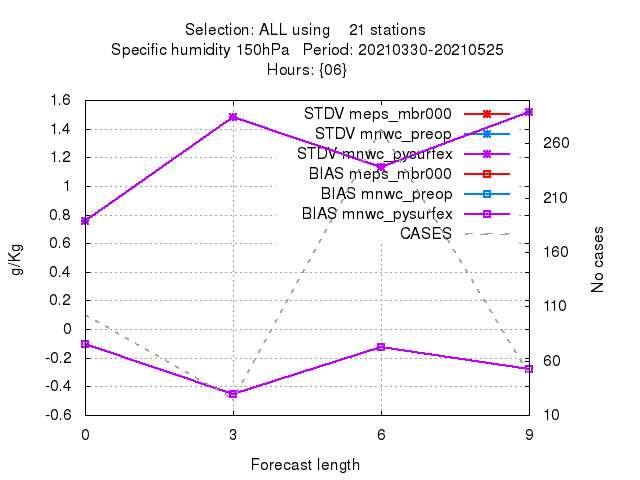 Selection: ALL using    21 stations
Specific humidity 150hPa   Period: 20210330-20210525
Hours: {06}
1.6
1.4
1.2
1
0.8
0.6
0.4
0.2
0
-0.2
-0.4
-0.6
g/Kg
STDV meps_mbr000
STDV mnwc_preop
STDV mnwc_pysurfex
BIAS meps_mbr000
BIAS mnwc_preop
BIAS mnwc_pysurfex
CASES
260
210
160
110
60
10
No cases
0 3 6 9
Forecast length